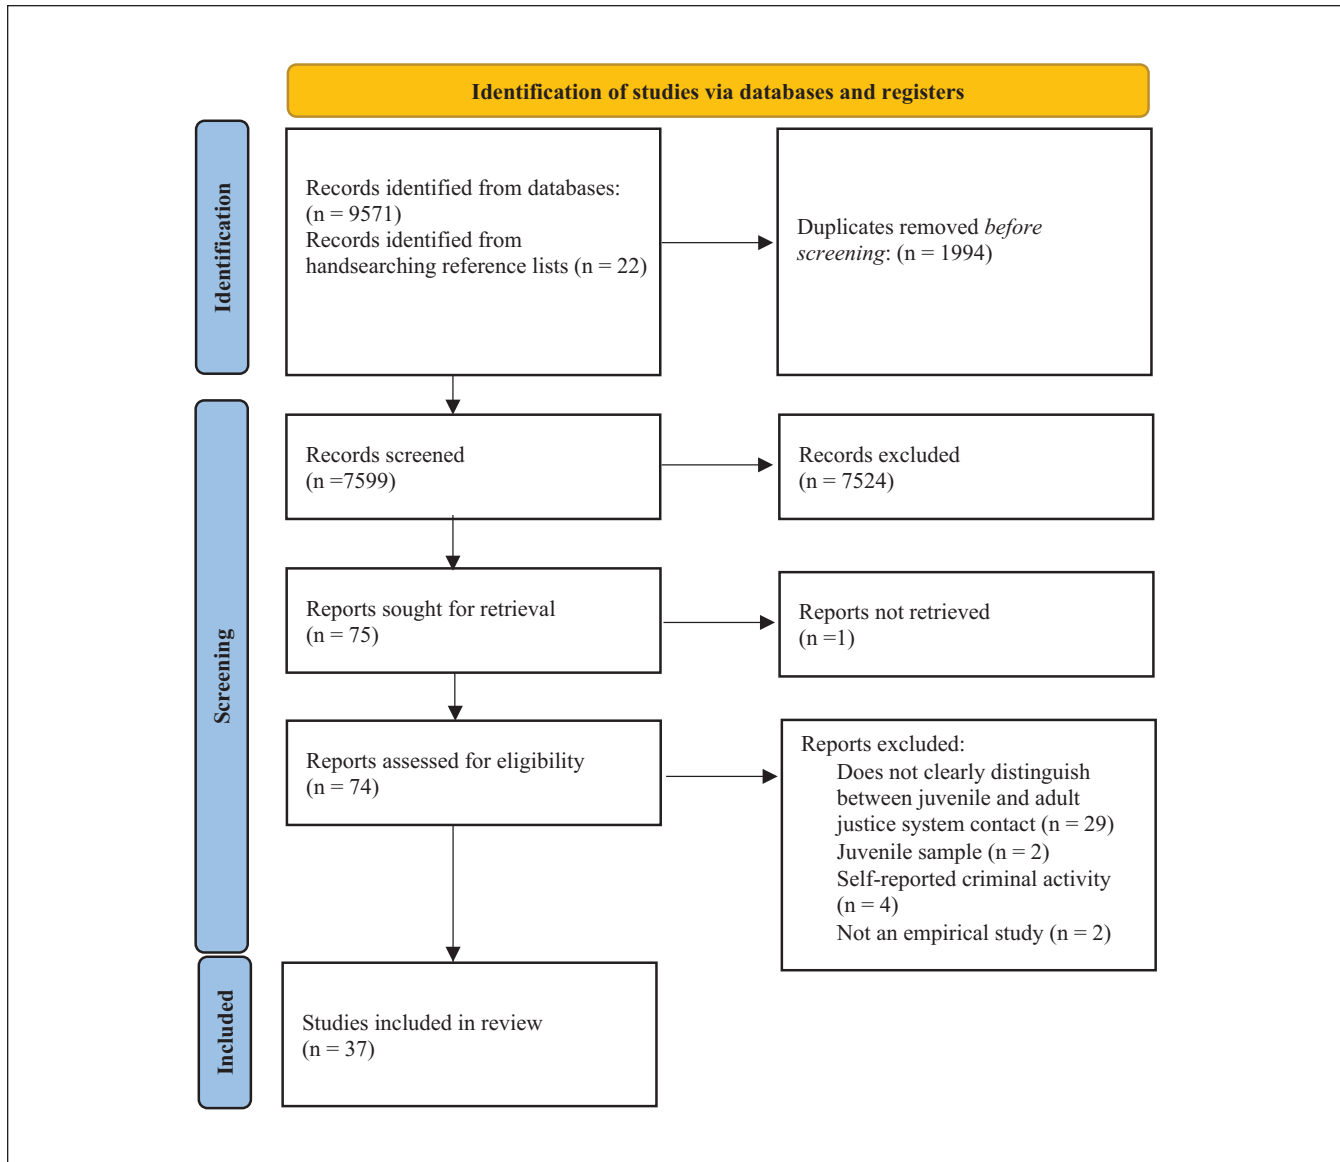 Identification of studies via databases and registers
Identification
Records identified from databases:
(n = 9571)
Records identified from
handsearching reference lists (n = 22)
Duplicates removed before
screening: (n = 1994)
Screening
Records screened
(n =7599)
Records excluded
(n = 7524)
Reports sought for retrieval
(n = 75)
Reports not retrieved
(n =1)
Reports assessed for eligibility
(n = 74)
Reports excluded:
Does not clearly distinguish
between juvenile and adult
justice system contact (n = 29)
Juvenile sample (n = 2)
Self-reported criminal activity
(n = 4)
Not an empirical study (n = 2)
Included
Studies included in review
(n = 37)